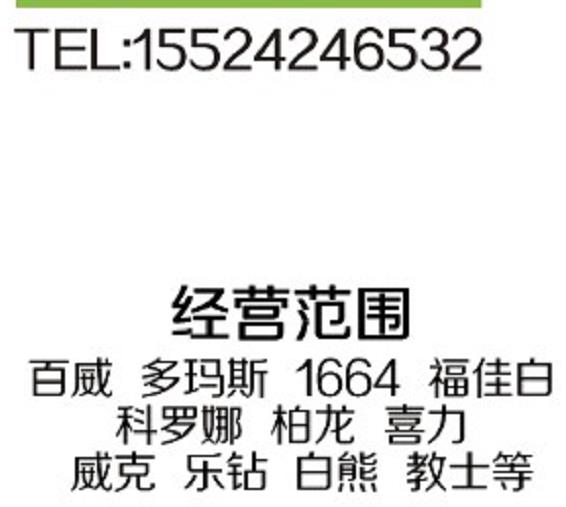 TEL:15524246532
经营范围
百威 多玛斯 1664 福佳白
科罗娜 柏龙 喜力
威克 乐钻 白熊 教士等